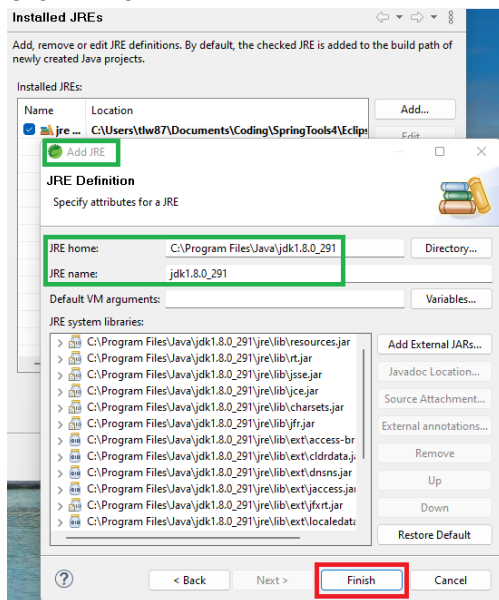 Installed JREs
Add, remove or edit JRE definitions. By default, the checked JRE is added to the build path of
newly created Java projects.
Installed JREs:
Name Location
Add...
jre ... C:\Users\tlw87\Documents\Coding\SpringTools4\Eclip
Edit
Add JRE
JRE Definition
Specify attributes for a JRE
JRE home: C:\Program Files\Java\jdk1.8.0_291 Directory...
JRE name: jdk1.8.0_291
Default VM arguments: Variables...
JRE system libraries:
C:\Program Files\Java\jdk1.8.0_291\jre\lib\resources.jar
C:\Program Files\Java\jdk1.8.0_291\jre\lib\rt.jar
C:\Program Files\Java\jdk1.8.0_291\jre\lib\jsse.jar
C:\Program Files\Java\jdk1.8.0_291\jre\lib\jce.jar
C:\Program Files\Java\jdk1.8.0_291\jre\lib\charsets.jar
C:\Program Files\Java\jdk1.8.0_291\jre\lib\jfr.jar
C:\Program Files\Java\jdk1.8.0_291\jre\lib\ext\access-br
C:\Program Files\Java\jdk1.8.0_291\jre\lib\ext\cldrdata.j
C:\Program Files\Java\jdk1.8.0_291\jre\lib\ext\dnsns.jar
C:\Program Files\Java\jdk1.8.0_291\jre\lib\ext\jaccess.ja
C:\Program Files\Java\jdk1.8.0_291\jre\lib\ext\jfxrt.jar
C:\Program Files\Java\jdk1.8.0_291\jre\lib\ext\localedata
Add External JARs...
Javadoc Location...
Source Attachment...
External annotations...
Remove
Up
Down
Restore Default
< Back Next > Finish Cancel